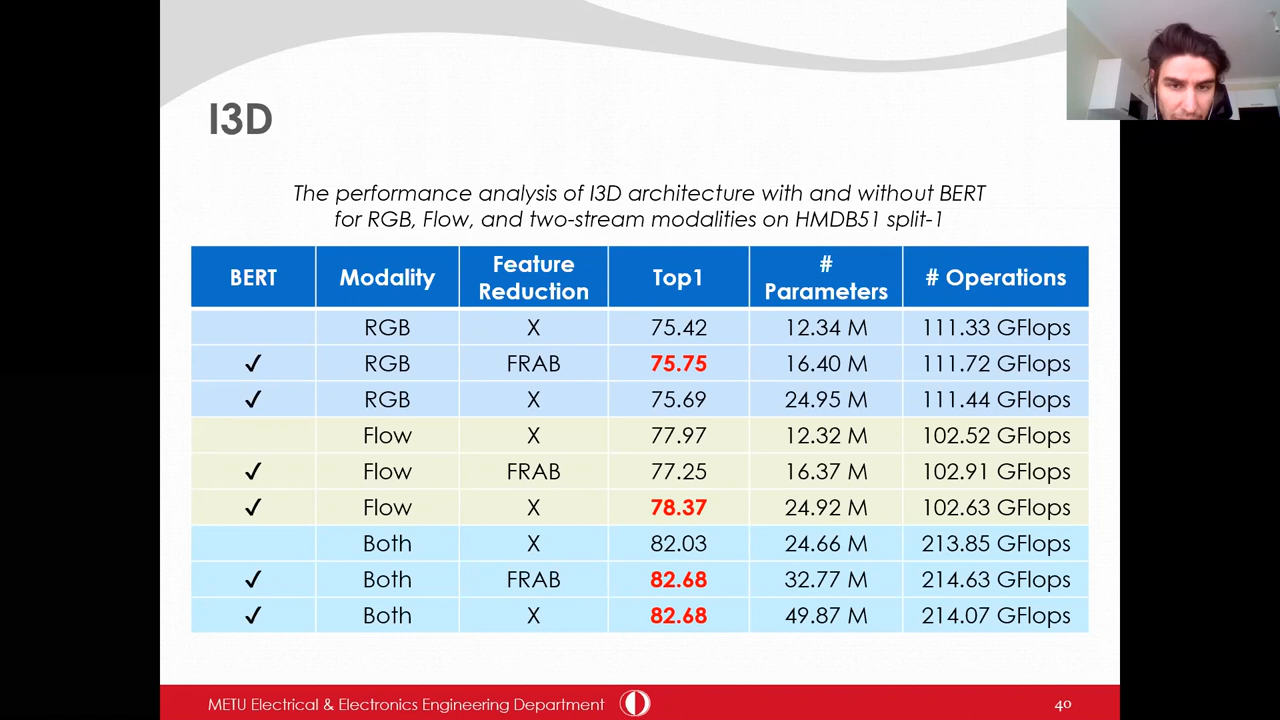 I3D
The performance analysis of I3D architecture with and without BERT
for RGB, Flow, and two-stream modalities on HMDB51 split-1
BERT Modality Feature Reduction Top1 # Parameters # Operations
RGB X 75.42 12.34 M 111.33 GFlops
✓ RGB FRAB 75.75 16.40 M 111.72 GFlops
✓ RGB X 75.69 24.95 M 111.44 GFlops
Flow X 77.97 12.32 M 102.52 GFlops
✓ Flow FRAB 77.25 16.37 M 102.91 GFlops
✓ Flow X 78.37 24.92 M 102.63 GFlops
Both X 82.03 24.66 M 213.85 GFlops
✓ Both FRAB 82.68 32.77 M 214.63 GFlops
✓ Both X 82.68 49.87 M 214.07 GFlops
METU Electrical & Electronics Engineering Department 40